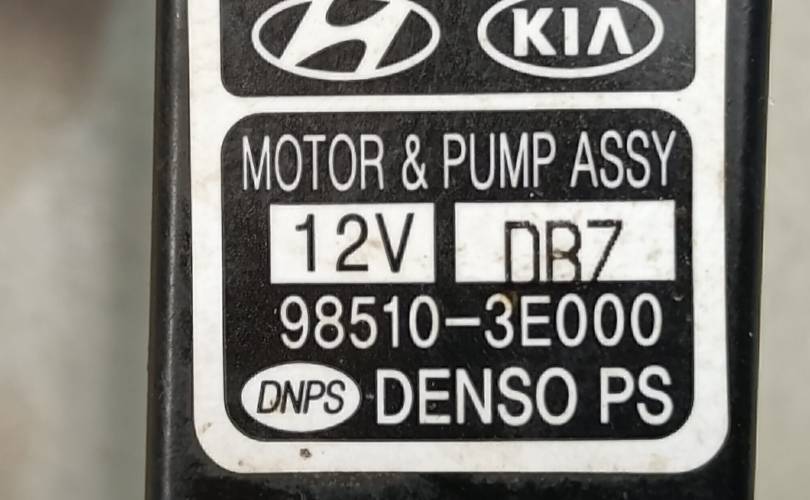 KIA
MOTOR & PUMP ASSY
12V DB7
98510-3E000
DNPS DENSO PS